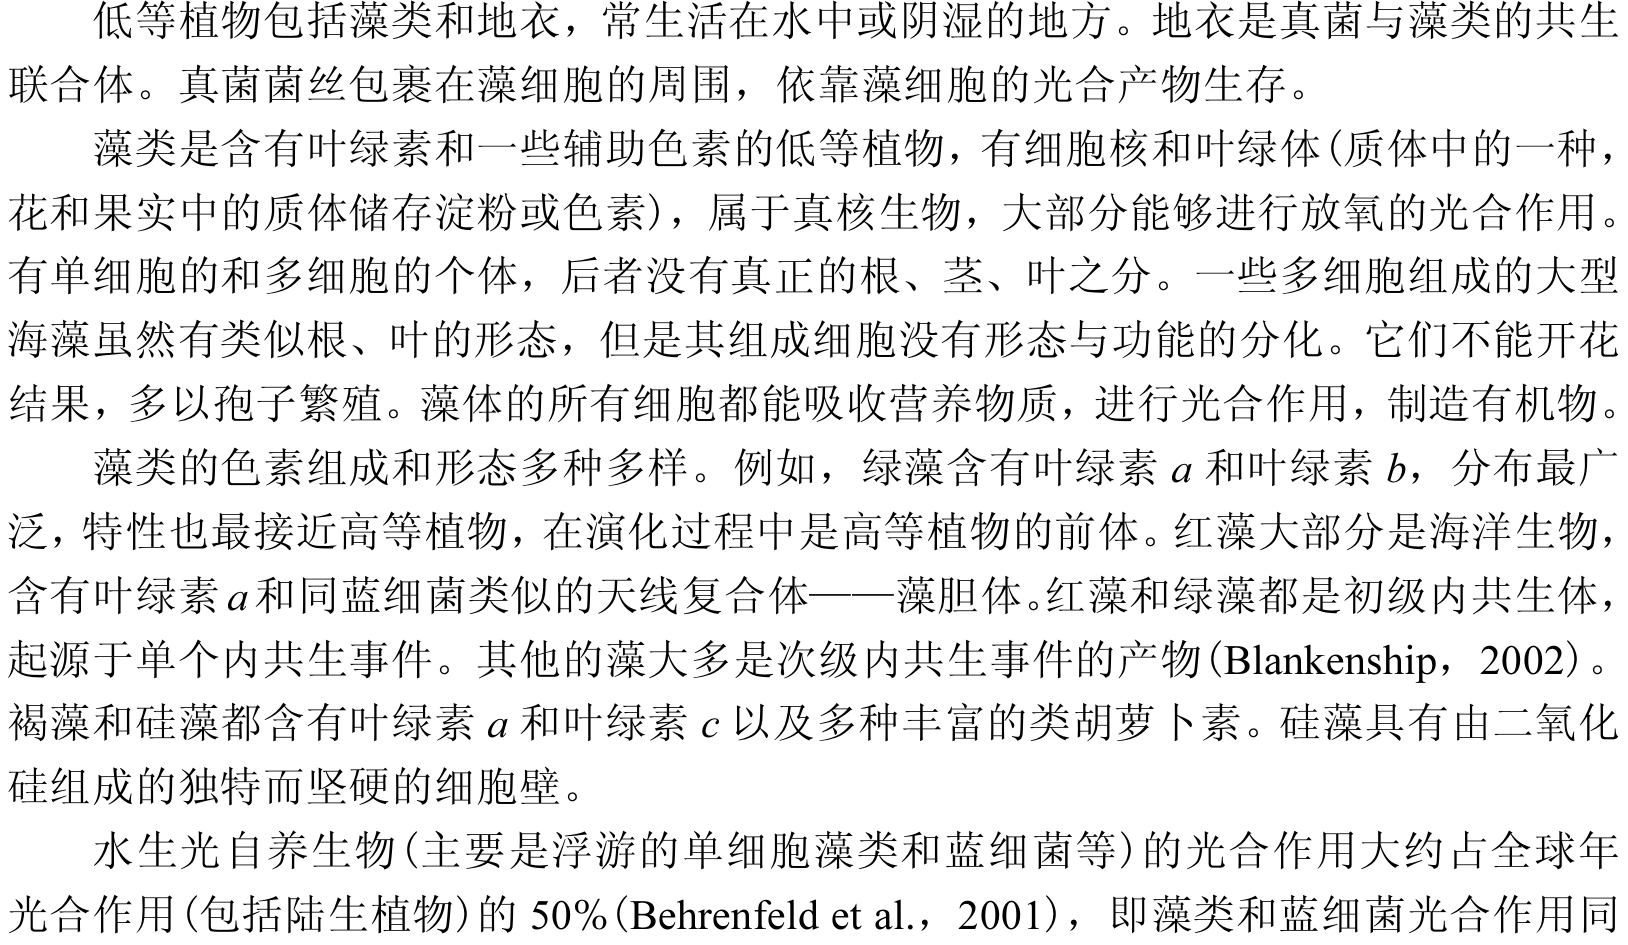 低等植物包括藻类和地衣，常生活在水中或阴湿的地方。地衣是真菌与藻类的共生
联合体。真菌菌丝包裹在藻细胞的周围，依靠藻细胞的光合产物生存。
藻类是含有叶绿素和一些辅助色素的低等植物，有细胞核和叶绿体(质体中的一种，
花和果实中的质体储存淀粉或色素)，属于真核生物，大部分能够进行放氧的光合作用。
有单细胞的和多细胞的个体，后者没有真正的根、茎、叶之分。一些多细胞组成的大型
海藻虽然有类似根、叶的形态，但是其组成细胞没有形态与功能的分化。它们不能开花
结果，多以孢子繁殖。藻体的所有细胞都能吸收营养物质，进行光合作用，制造有机物。
藻类的色素组成和形态多种多样。例如，绿藻含有叶绿素 a 和叶绿素 b，分布最广
泛，特性也最接近高等植物，在演化过程中是高等植物的前体。红藻大部分是海洋生物，
含有叶绿素 a 和同蓝细菌类似的天线复合体——藻胆体。红藻和绿藻都是初级内共生体，
起源于单个内共生事件。其他的藻大多是次级内共生事件的产物(Blankenship，2002)。
褐藻和硅藻都含有叶绿素 a 和叶绿素 c 以及多种丰富的类胡萝卜素。硅藻具有由二氧化
硅组成的独特而坚硬的细胞壁。
水生光自养生物(主要是浮游的单细胞藻类和蓝细菌等)的光合作用大约占全球年
光合作用(包括陆生植物)的 50%(Behrenfeld et al.，2001)，即藻类和蓝细菌光合作用同